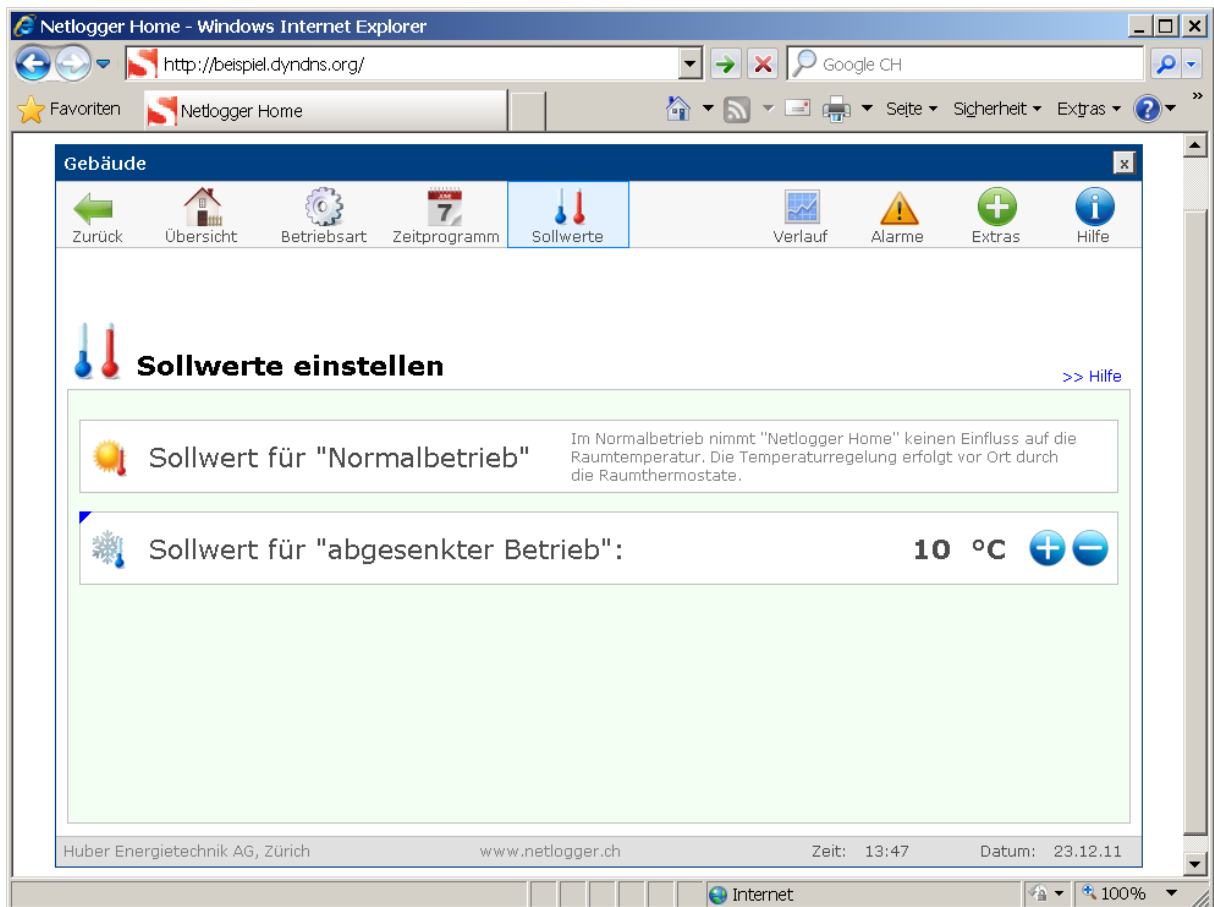 Netlogger Home - Windows Internet Explorer
http://beispiel.dyndns.org/
Google CH
Favoriten
Netlogger Home
Seite
Sicherheit
Extras
»
Gebäude
x
Zurück
Übersicht
Betriebsart
JUNE
7
Zeitprogramm
Sollwerte
Verlauf
Alarme
Extras
Hilfe
Sollwerte einstellen
>> Hilfe
Sollwert für "Normalbetrieb"
Im Normalbetrieb nimmt "Netlogger Home" keinen Einfluss auf die
Raumtemperatur. Die Temperaturregelung erfolgt vor Ort durch
die Raumthermostate.
Sollwert für "abgesenkter Betrieb":
10 °C
Huber Energietechnik AG, Zürich
www.netlogger.ch
Zeit: 13:47
Datum: 23.12.11
Internet
100%